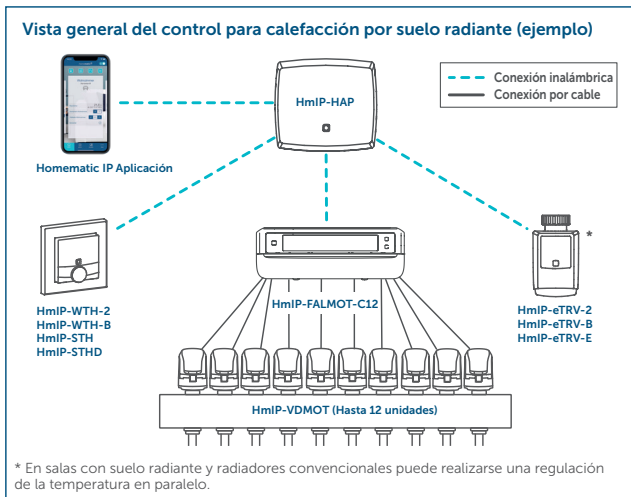 Vista general del control para calefacción por suelo radiante (ejemplo)
HmIP-HAP
Conexión inalámbrica
Conexión por cable
Homematic IP Aplicación
HmIP-WTH-2
HmIP-WTH-B
HmIP-STH
HmIP-STHD
HmIP-FALMOT-C12
*
HmIP-eTRV-2
HmIP-eTRV-B
HmIP-eTRV-E
HmIP-VDMOT (Hasta 12 unidades)
* En salas con suelo radiante y radiadores convencionales puede realizarse una regulación
de la temperatura en paralelo.